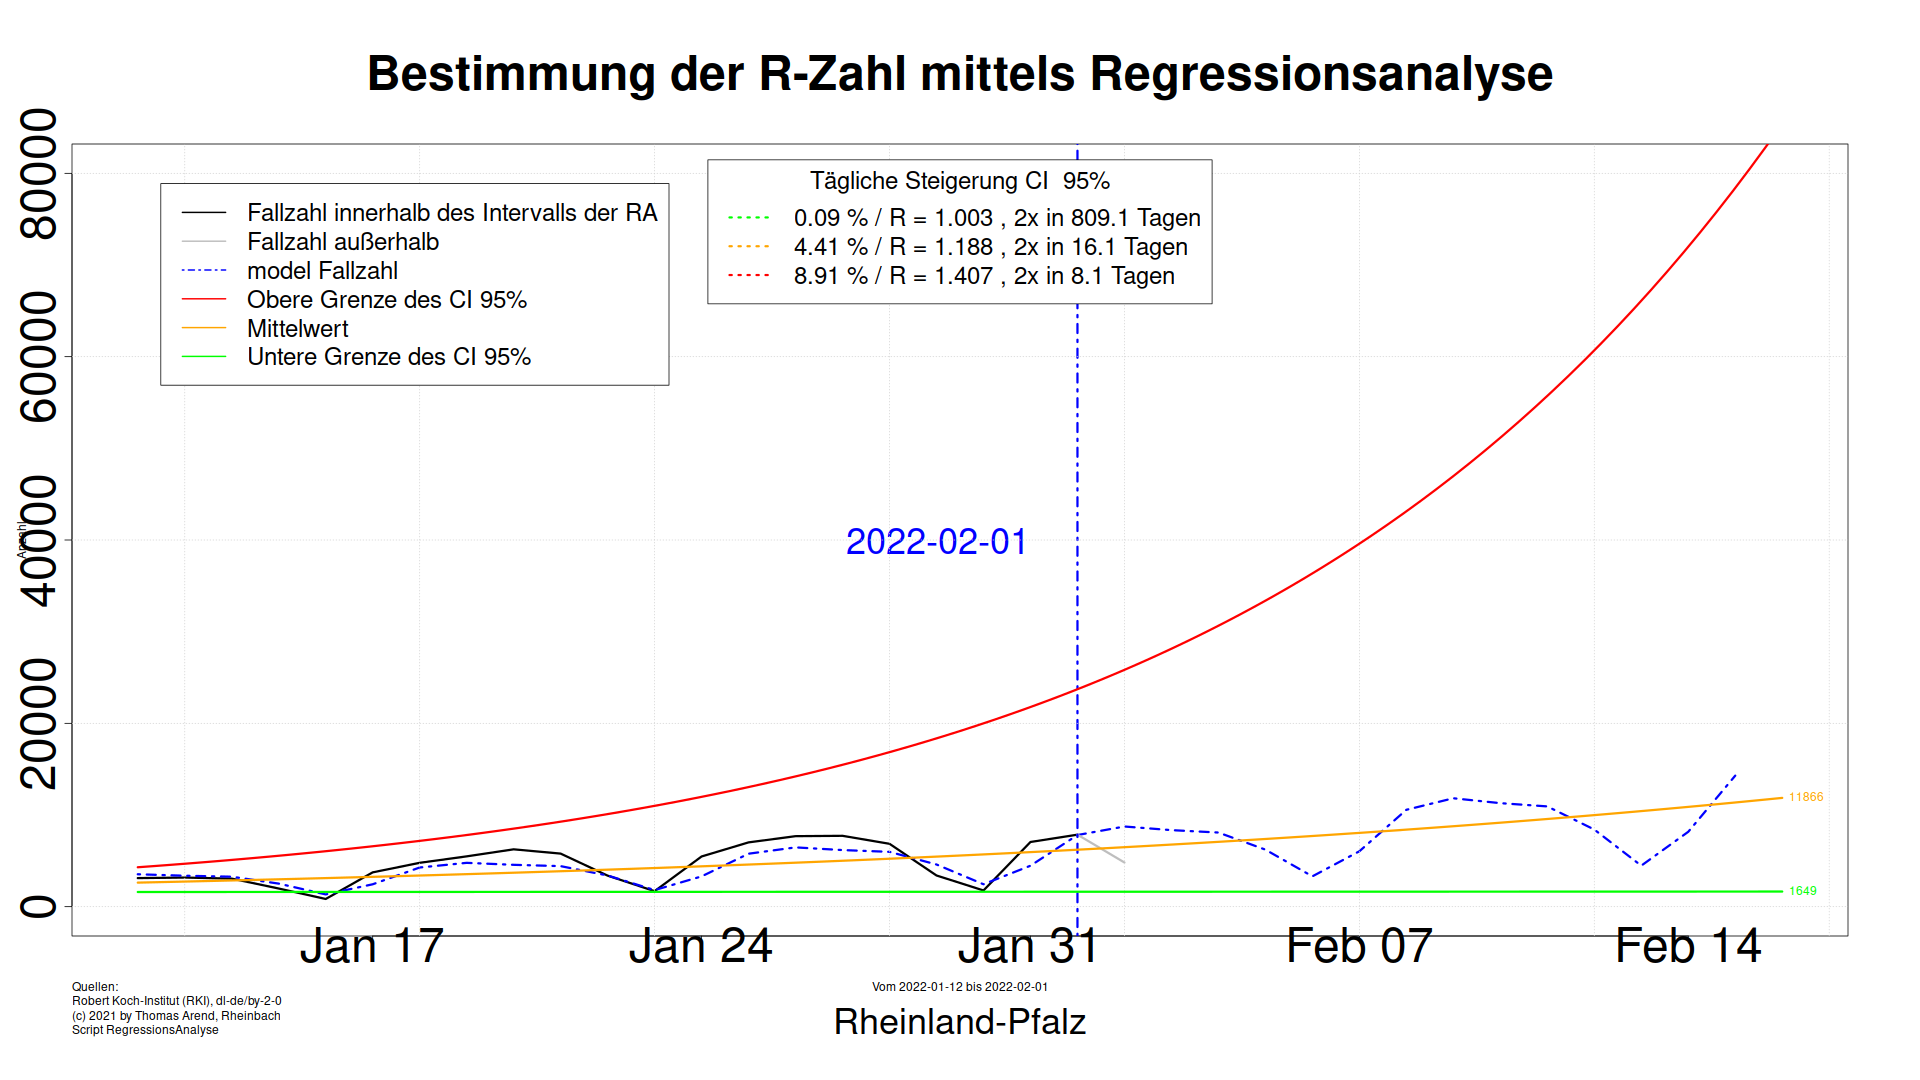 Bestimmung der R-Zahl mittels Regressionsanalyse
Anzahl
80000
60000
40000
20000
0
Fallzahl innerhalb des Intervalls der RA
Fallzahl außerhalb
model Fallzahl
Obere Grenze des CI 95%
Mittelwert
Untere Grenze des CI 95%
Tägliche Steigerung CI  95%
0.09 % / R = 1.003 , 2x in 809.1 Tagen
4.41 % / R = 1.188 , 2x in 16.1 Tagen
8.91 % / R = 1.407 , 2x in 8.1 Tagen
2022-02-01
11866
1649
Jan 17
Jan 24
Jan 31
Feb 07
Feb 14
Quellen:
Robert Koch-Institut (RKI), dl-de/by-2-0
(c) 2021 by Thomas Arend, Rheinbach
Script RegressionsAnalyse
Vom 2022-01-12 bis 2022-02-01
Rheinland-Pfalz